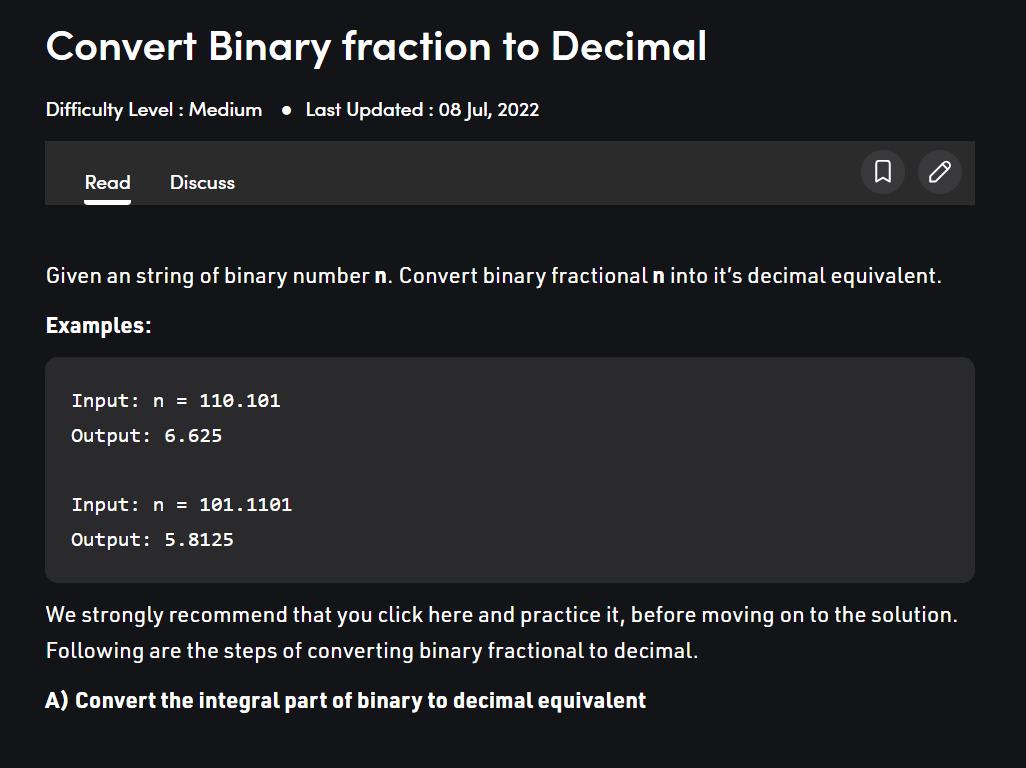 Convert Binary fraction to Decimal
Difficulty Level : Medium ● Last Updated : 08 Jul, 2022
Read Discuss
Given an string of binary number n. Convert binary fractional n into it’s decimal equivalent.
Examples:
Input: n = 110.101
Output: 6.625
Input: n = 101.1101
Output: 5.8125
We strongly recommend that you click here and practice it, before moving on to the solution.
Following are the steps of converting binary fractional to decimal.
A) Convert the integral part of binary to decimal equivalent